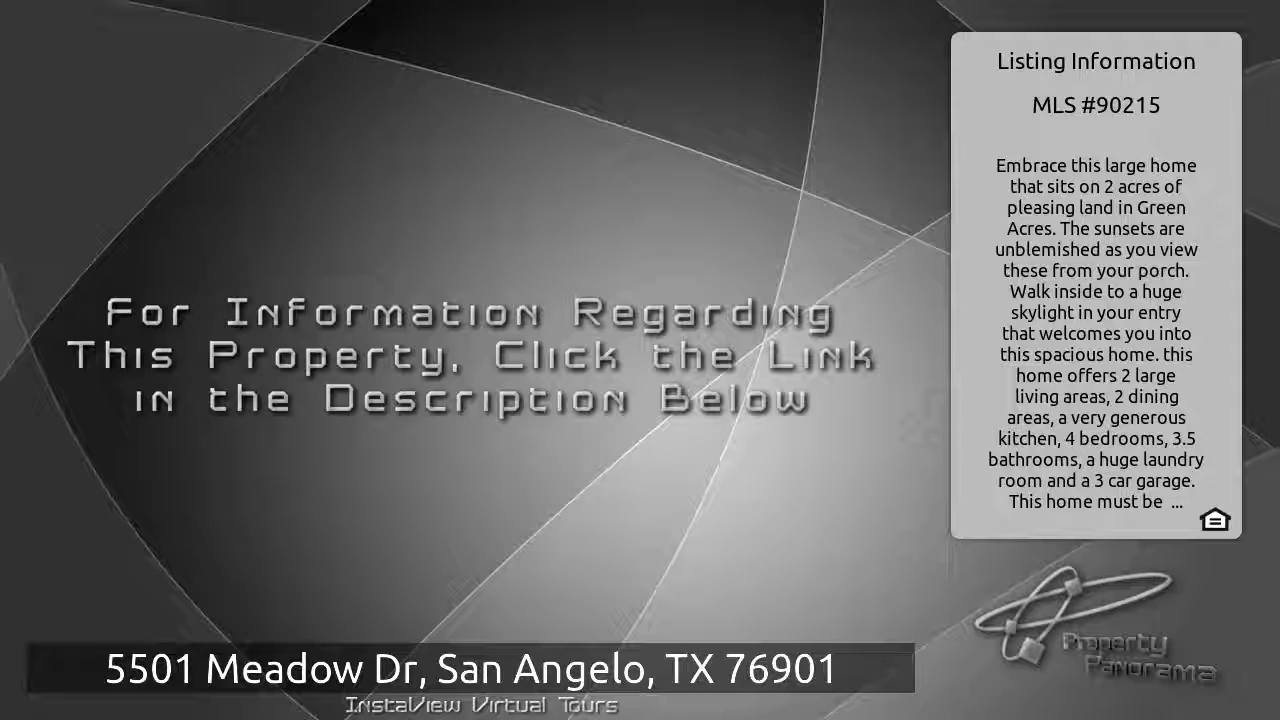 Listing Information
MLS #90215
Embrace this large home
that sits on 2 acres of
pleasing land in Green
Acres. The sunsets are
unblemished as you view
these from your porch.
Walk inside to a huge
skylight in your entry
that welcomes you into
this spacious home. this
home offers 2 large
living areas, 2 dining
areas, a very generous
kitchen, 4 bedrooms, 3.5
bathrooms, a huge laundry
room and a 3 car garage.
This home must be ...
For Information Regarding
This Property, Click the Link
in the Description Below
Property
Panorama
5501 Meadow Dr, San Angelo, TX 76901
InstaView Virtual Tours